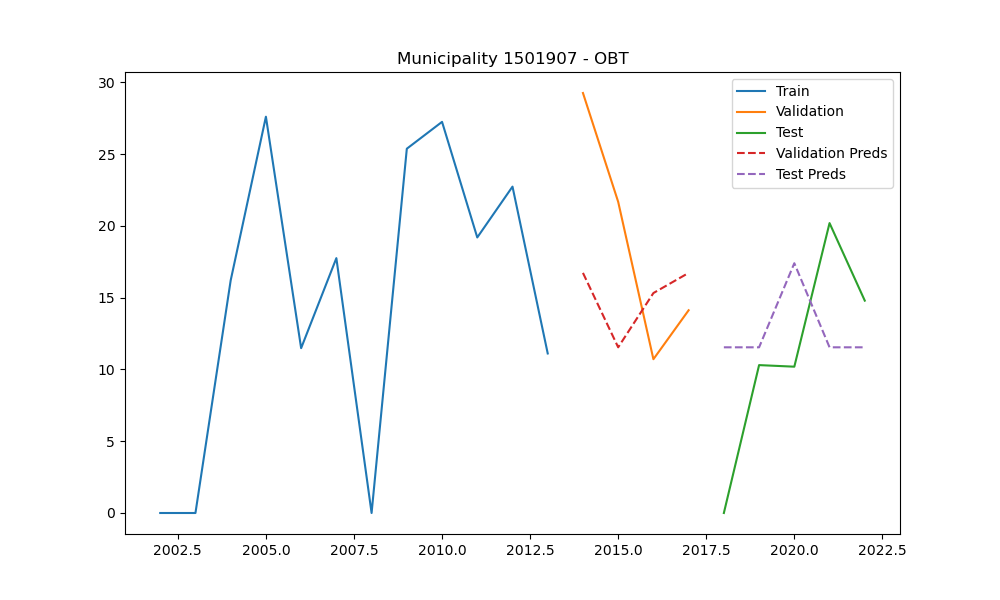 Municipality 1501907 - OBT
30
25
20
15
10
5
0
2002.5 2005.0 2007.5 2010.0 2012.5 2015.0 2017.5 2020.0 2022.5
Train
Validation
Test
Validation Preds
Test Preds